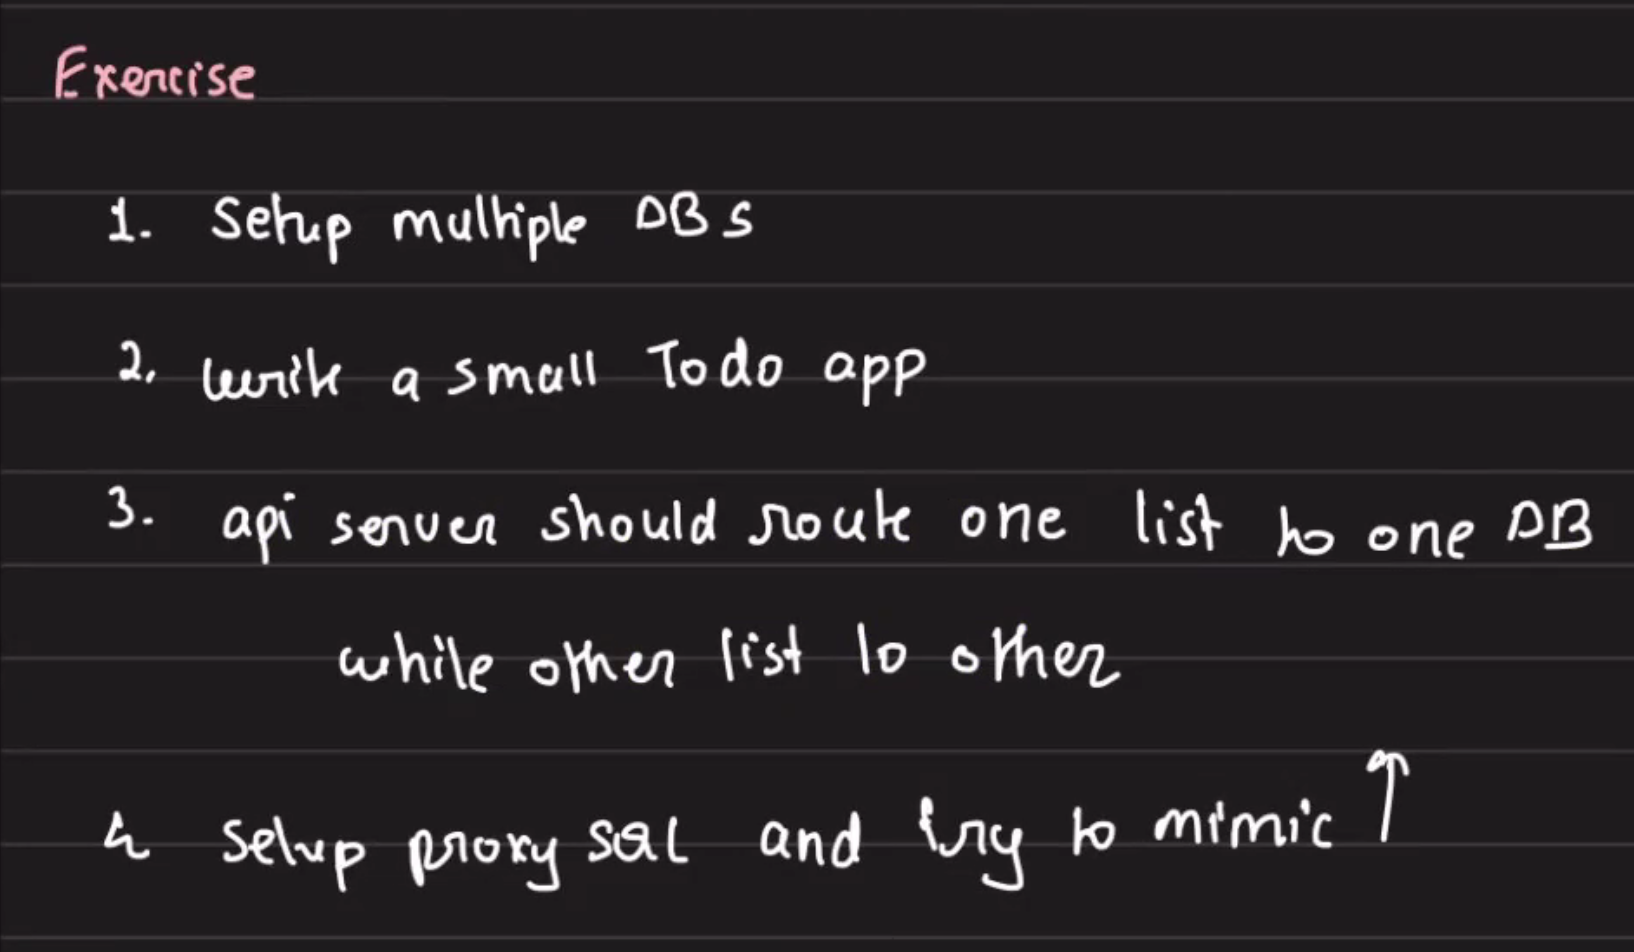 Exercise
1. Setup multiple DBs
2. write a small Todo app
3. api server should route one list to one DB
while other list to other
4 setup proxy SQL and try to mimic ↑